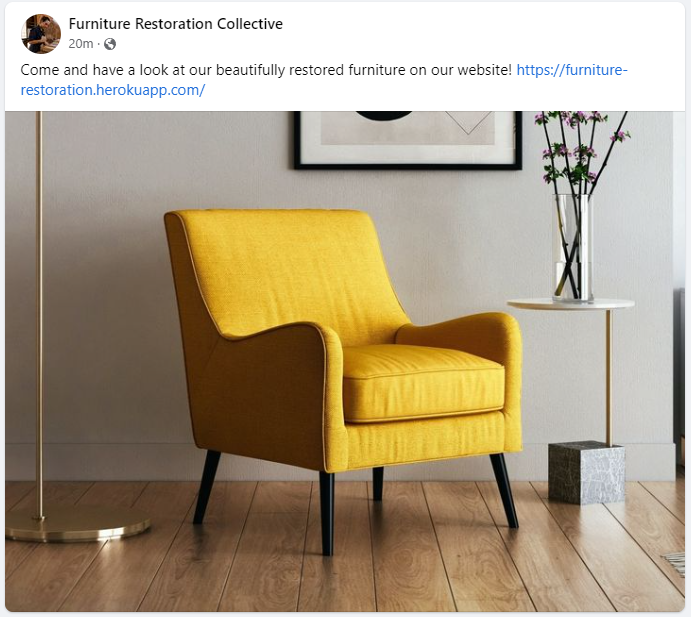 Furniture Restoration Collective
20m ·
Come and have a look at our beautifully restored furniture on our website! https://furniture-
restoration.herokuapp.com/